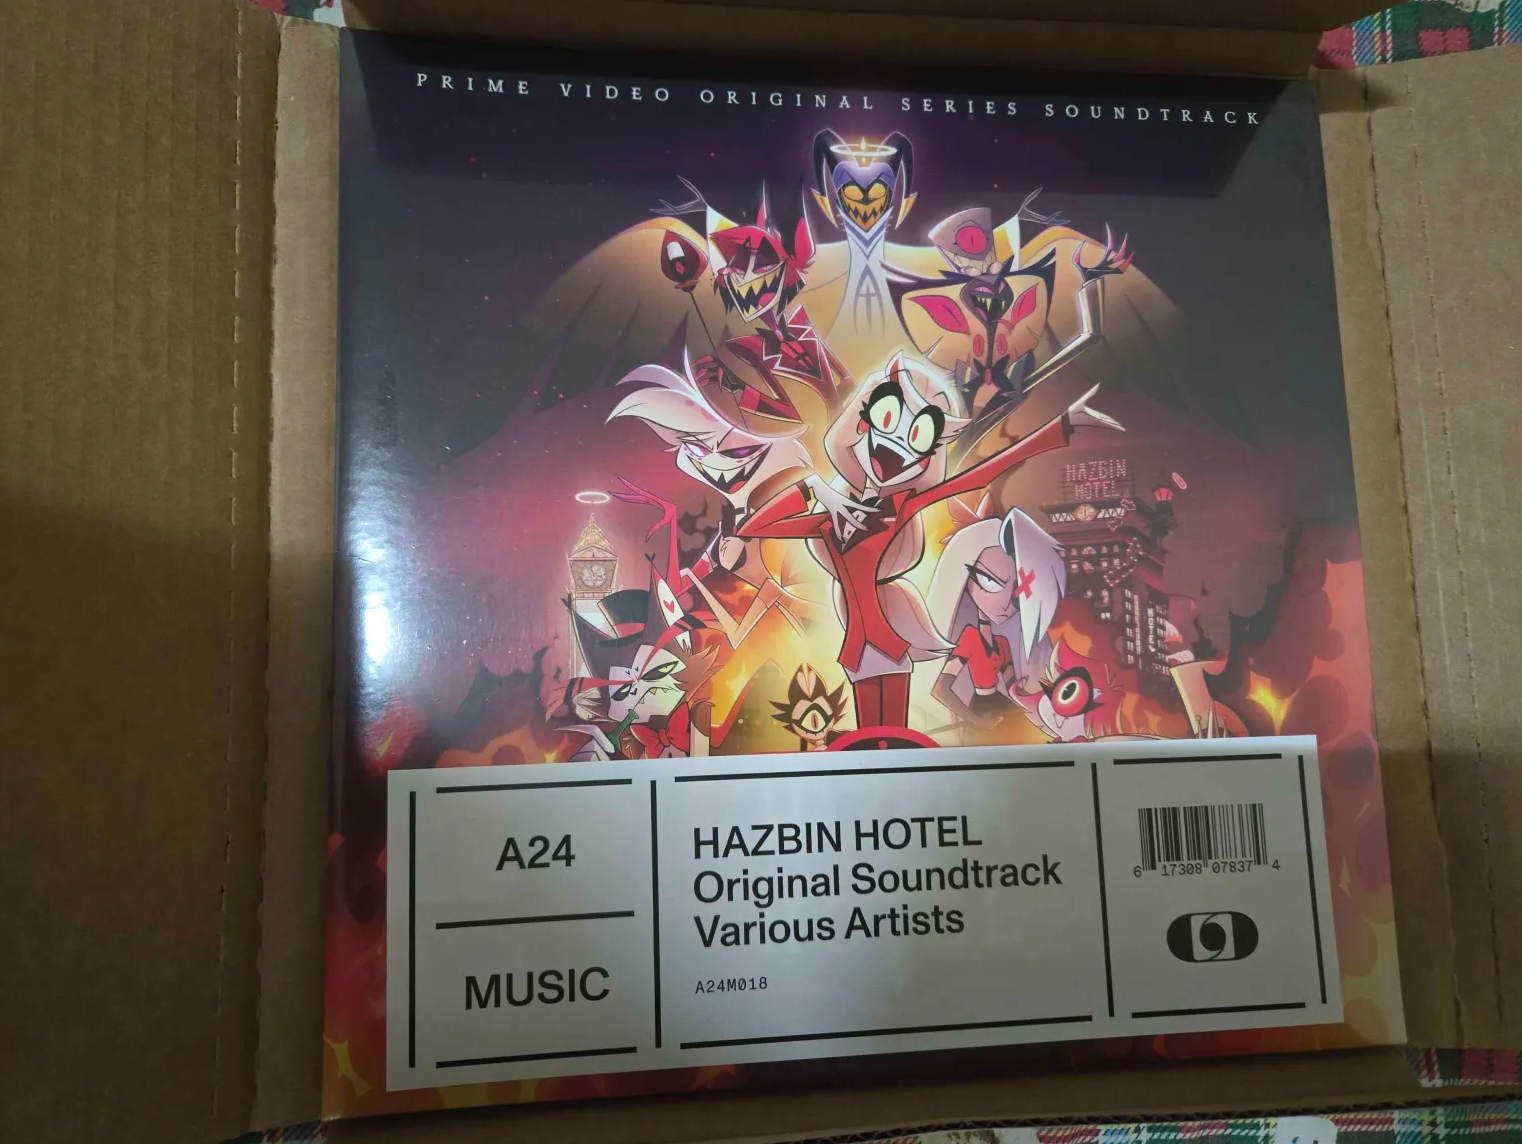 PRIME VIDEO ORIGINAL SERIES SOUNDTRACK
HAZBIN
HOTEL
HOTEL
A24
MUSIC
HAZBIN HOTEL
Original Soundtrack
Various Artists
A24M018
6 17308 07837 4